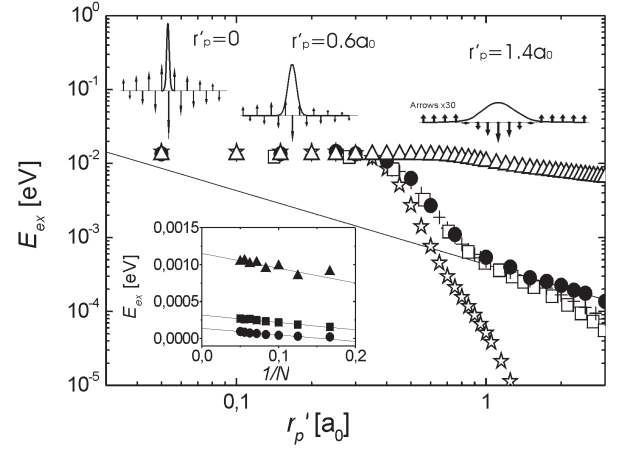 10⁰
r'ₚ=0
r'ₚ=0.6a₀
r'ₚ=1.4a₀
10⁻¹
Arrows x30
10⁻²
E_ex [eV]
10⁻³
0,0015
0,0010
0,0005
0,0000
E_ex [eV]
0,0
0,1
0,2
1/N
10⁻⁴
10⁻⁵
0,1
1
rₚ' [a₀]